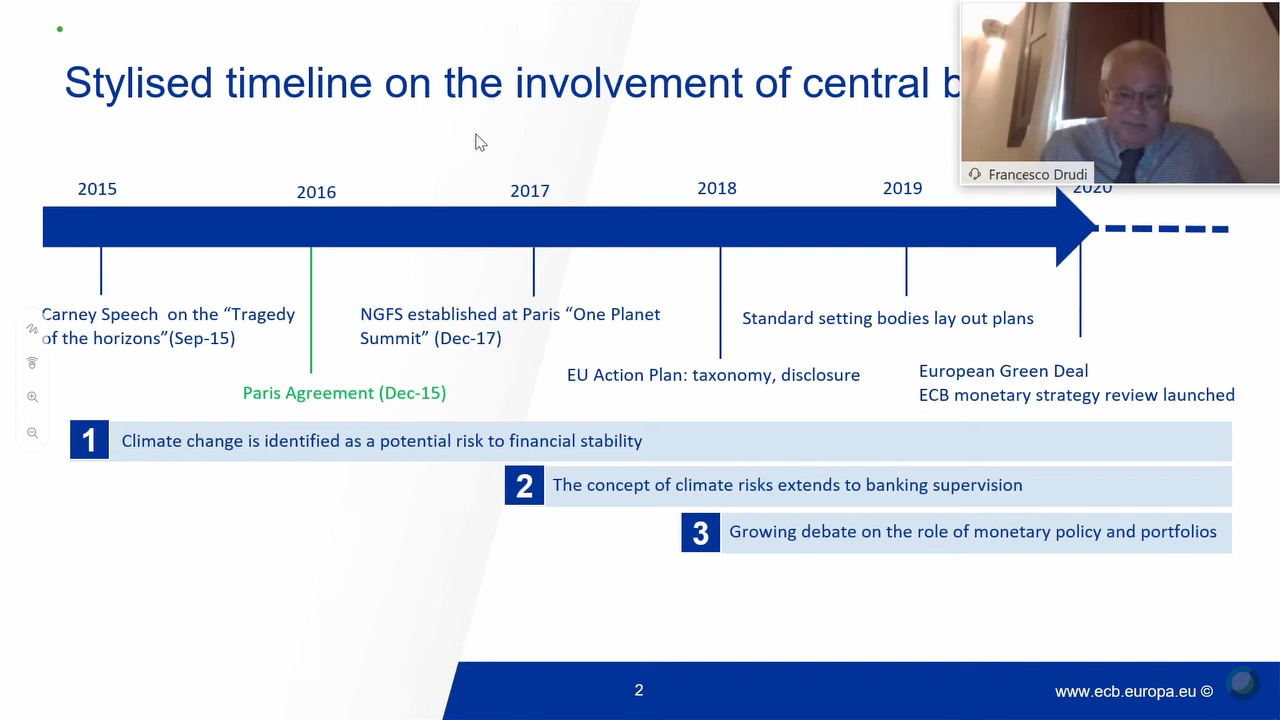 Stylised timeline on the involvement of central b
Francesco Drudi
2015
2016
2017
2018
2019
2020
Carney Speech on the “Tragedy
of the horizons”(Sep-15)
NGFS established at Paris “One Planet
Summit” (Dec-17)
Standard setting bodies lay out plans
Paris Agreement (Dec-15)
EU Action Plan: taxonomy, disclosure
European Green Deal
ECB monetary strategy review launched
1 Climate change is identified as a potential risk to financial stability
2 The concept of climate risks extends to banking supervision
3 Growing debate on the role of monetary policy and portfolios
2
www.ecb.europa.eu ©